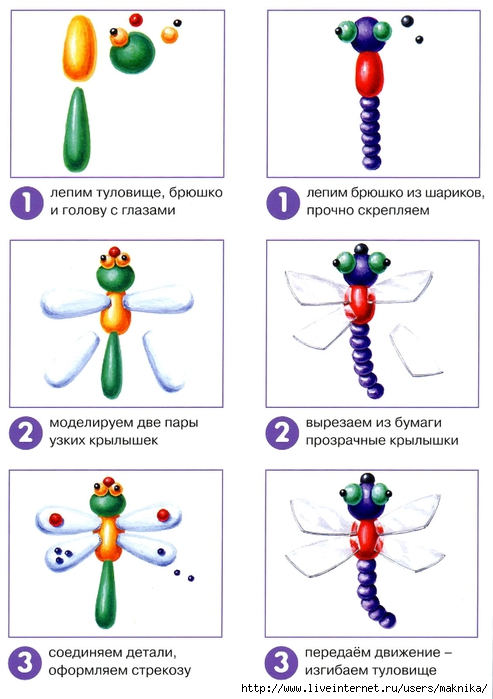 1 лепим туловище, брюшко
и голову с глазами
1 лепим брюшко из шариков,
прочно скрепляем
2 моделируем две пары
узких крылышек
2 вырезаем из бумаги
прозрачные крылышки
3 соединяем детали,
оформляем стрекозу
3 передаём движение –
изгибаем туловище
http://www.liveinternet.ru/users/maknika/